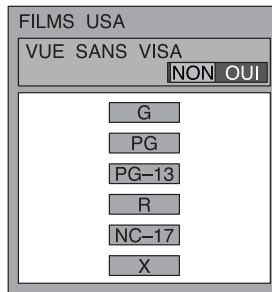 FILMS USA
VUE SANS VISA
NON OUI
G
PG
PG–13
R
NC–17
X